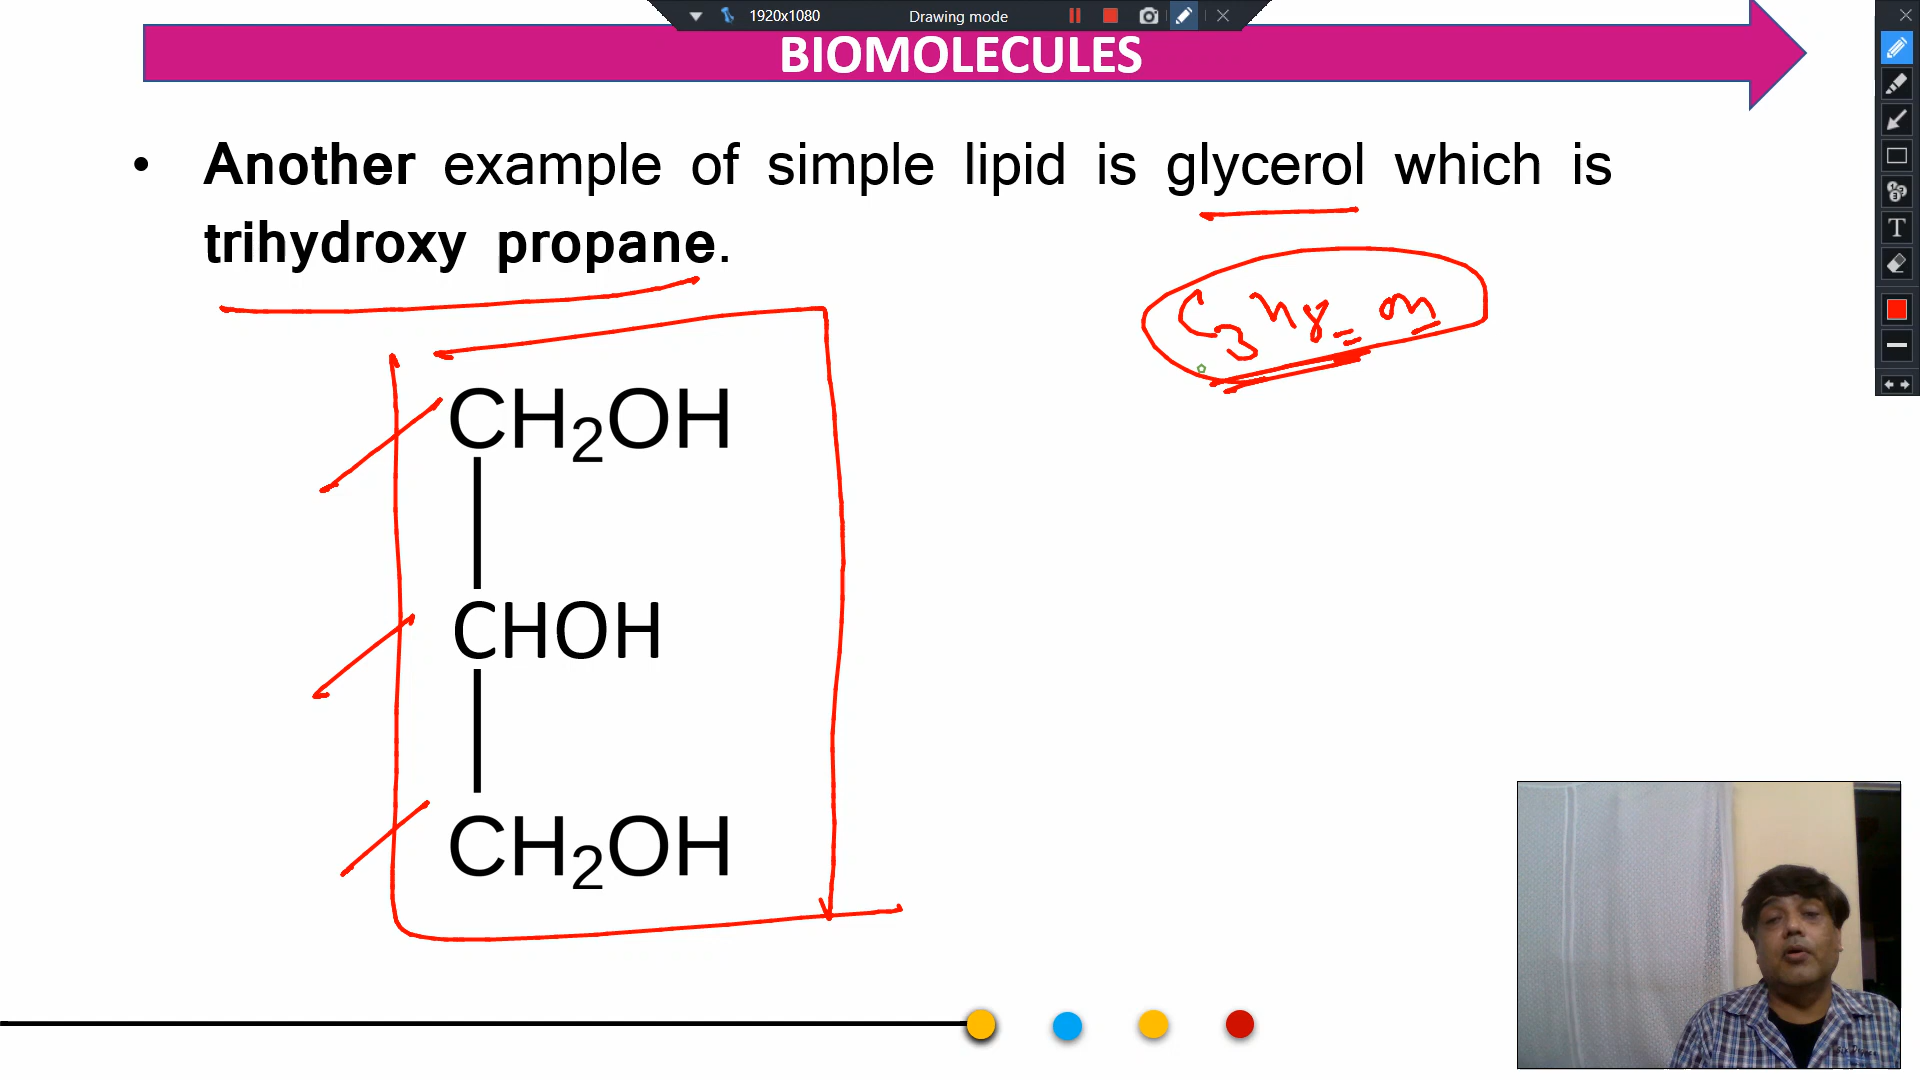 1920x1080
Drawing mode
BIOMOLECULES
• Another example of simple lipid is glycerol which is
trihydroxy propane.
CH₂OH
CHOH
CH₂OH
T